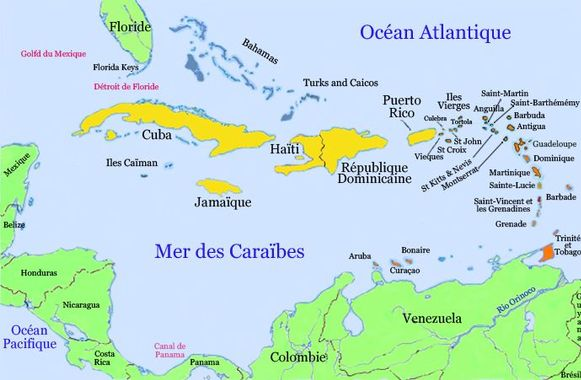 Floride
Océan Atlantique
Golfd du Mexique
Bahamas
Florida Keys
Détroit de Floride
Turks and Caicos
Saint-Martin
Iles
Vierges
Saint-Barthémémy
Anguilla
Puerto
Rico
Culebra
Tortola
Barbuda
Antigua
Cuba
Haïti
St John
Guadeloupe
Mexique
Iles Caïman
Vieques
St Croix
Dominique
République
Dominicaine
St Kitts & Nevis
Montserrat
Martinique
Sainte-Lucie
Jamaïque
Saint-Vincent et
les Grenadines
Barbade
Belize
Grenade
Mer des Caraïbes
Trinité
et
Tobago
Bonaire
Aruba
Curaçao
Honduras
Rio Orinoco
Nicaragua
Venezuela
Océan
Pacifique
Canal de
Panama
Costa
Rica
Panama
Colombie
Guyana
Brésil